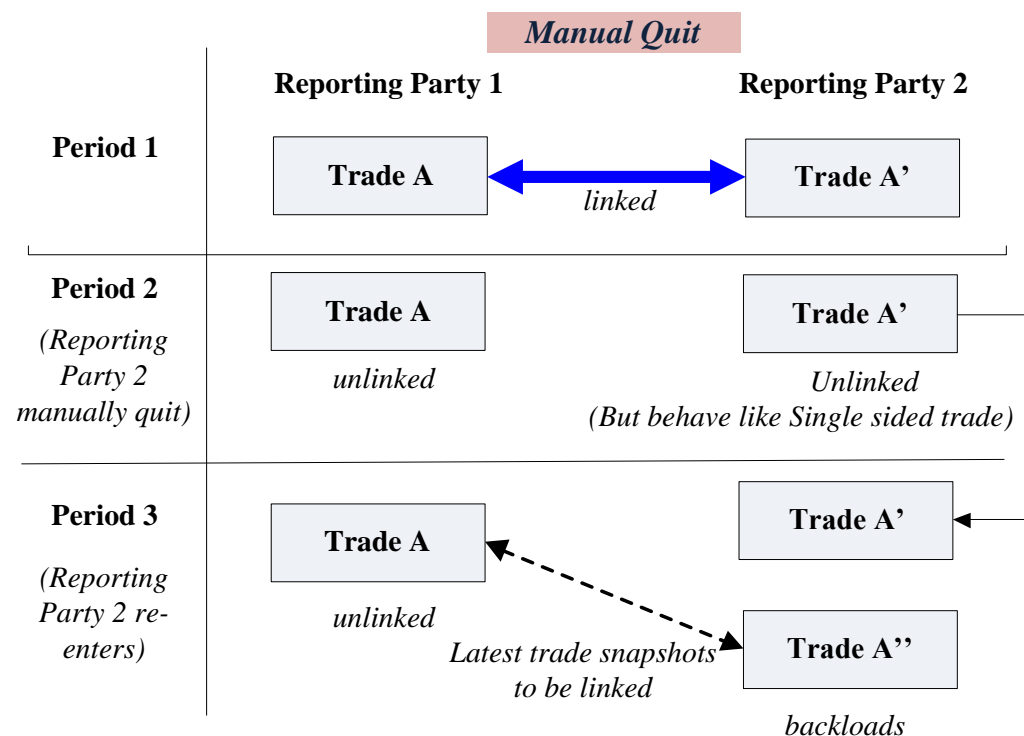 Manual Quit
Reporting Party 1
Reporting Party 2
Period 1
Trade A
linked
Trade A’
Period 2
(Reporting
Party 2
manually quit)
Trade A
unlinked
Trade A’
Unlinked
(But behave like Single sided trade)
Period 3
(Reporting
Party 2 re-
enters)
Trade A
unlinked
Latest trade snapshots
to be linked
Trade A’
Trade A’’
backloads